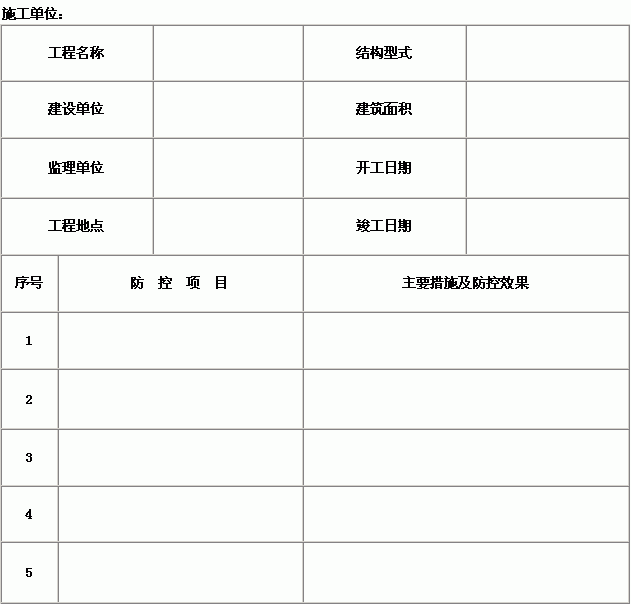 施工单位：
工程名称 结构型式
建设单位 建筑面积
监理单位 开工日期
工程地点 竣工日期
序号 防 控 项 目 主要措施及防控效果
1
2
3
4
5